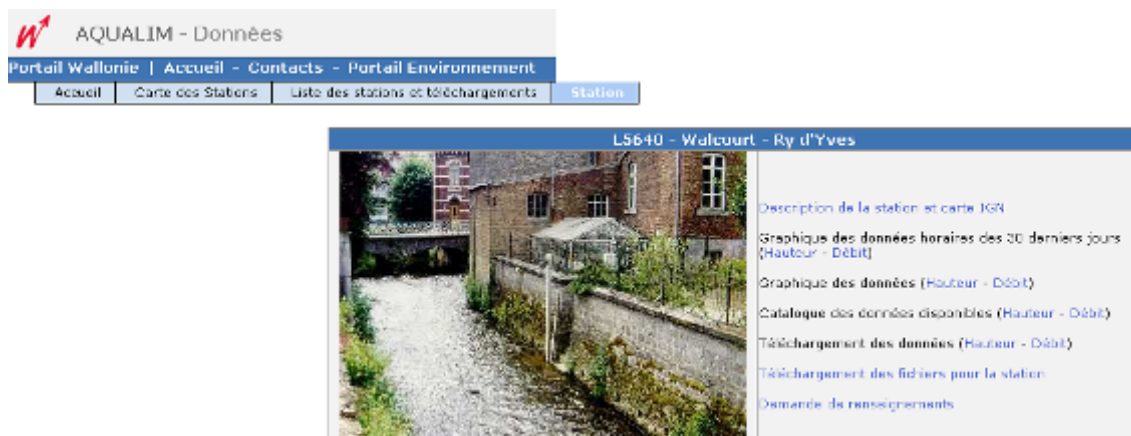 AQUALIM - Données
Portail Wallonie | Accueil - Contacts - Portail Environnement
Accueil Carte des Stations Liste des stations et téléchargements Station
L5640 - Walcourt - Ry d'Yves
Description de la station et carte IGN
Graphique des données horaires des 30 derniers jours
(Hauteur - Débit)
Graphique des données (Hauteur - Débit)
Catalogue des données disponibles (Hauteur - Débit)
Téléchargement des données (Hauteur - Débit)
Téléchargement des fichiers pour la station
Demande de renseignements